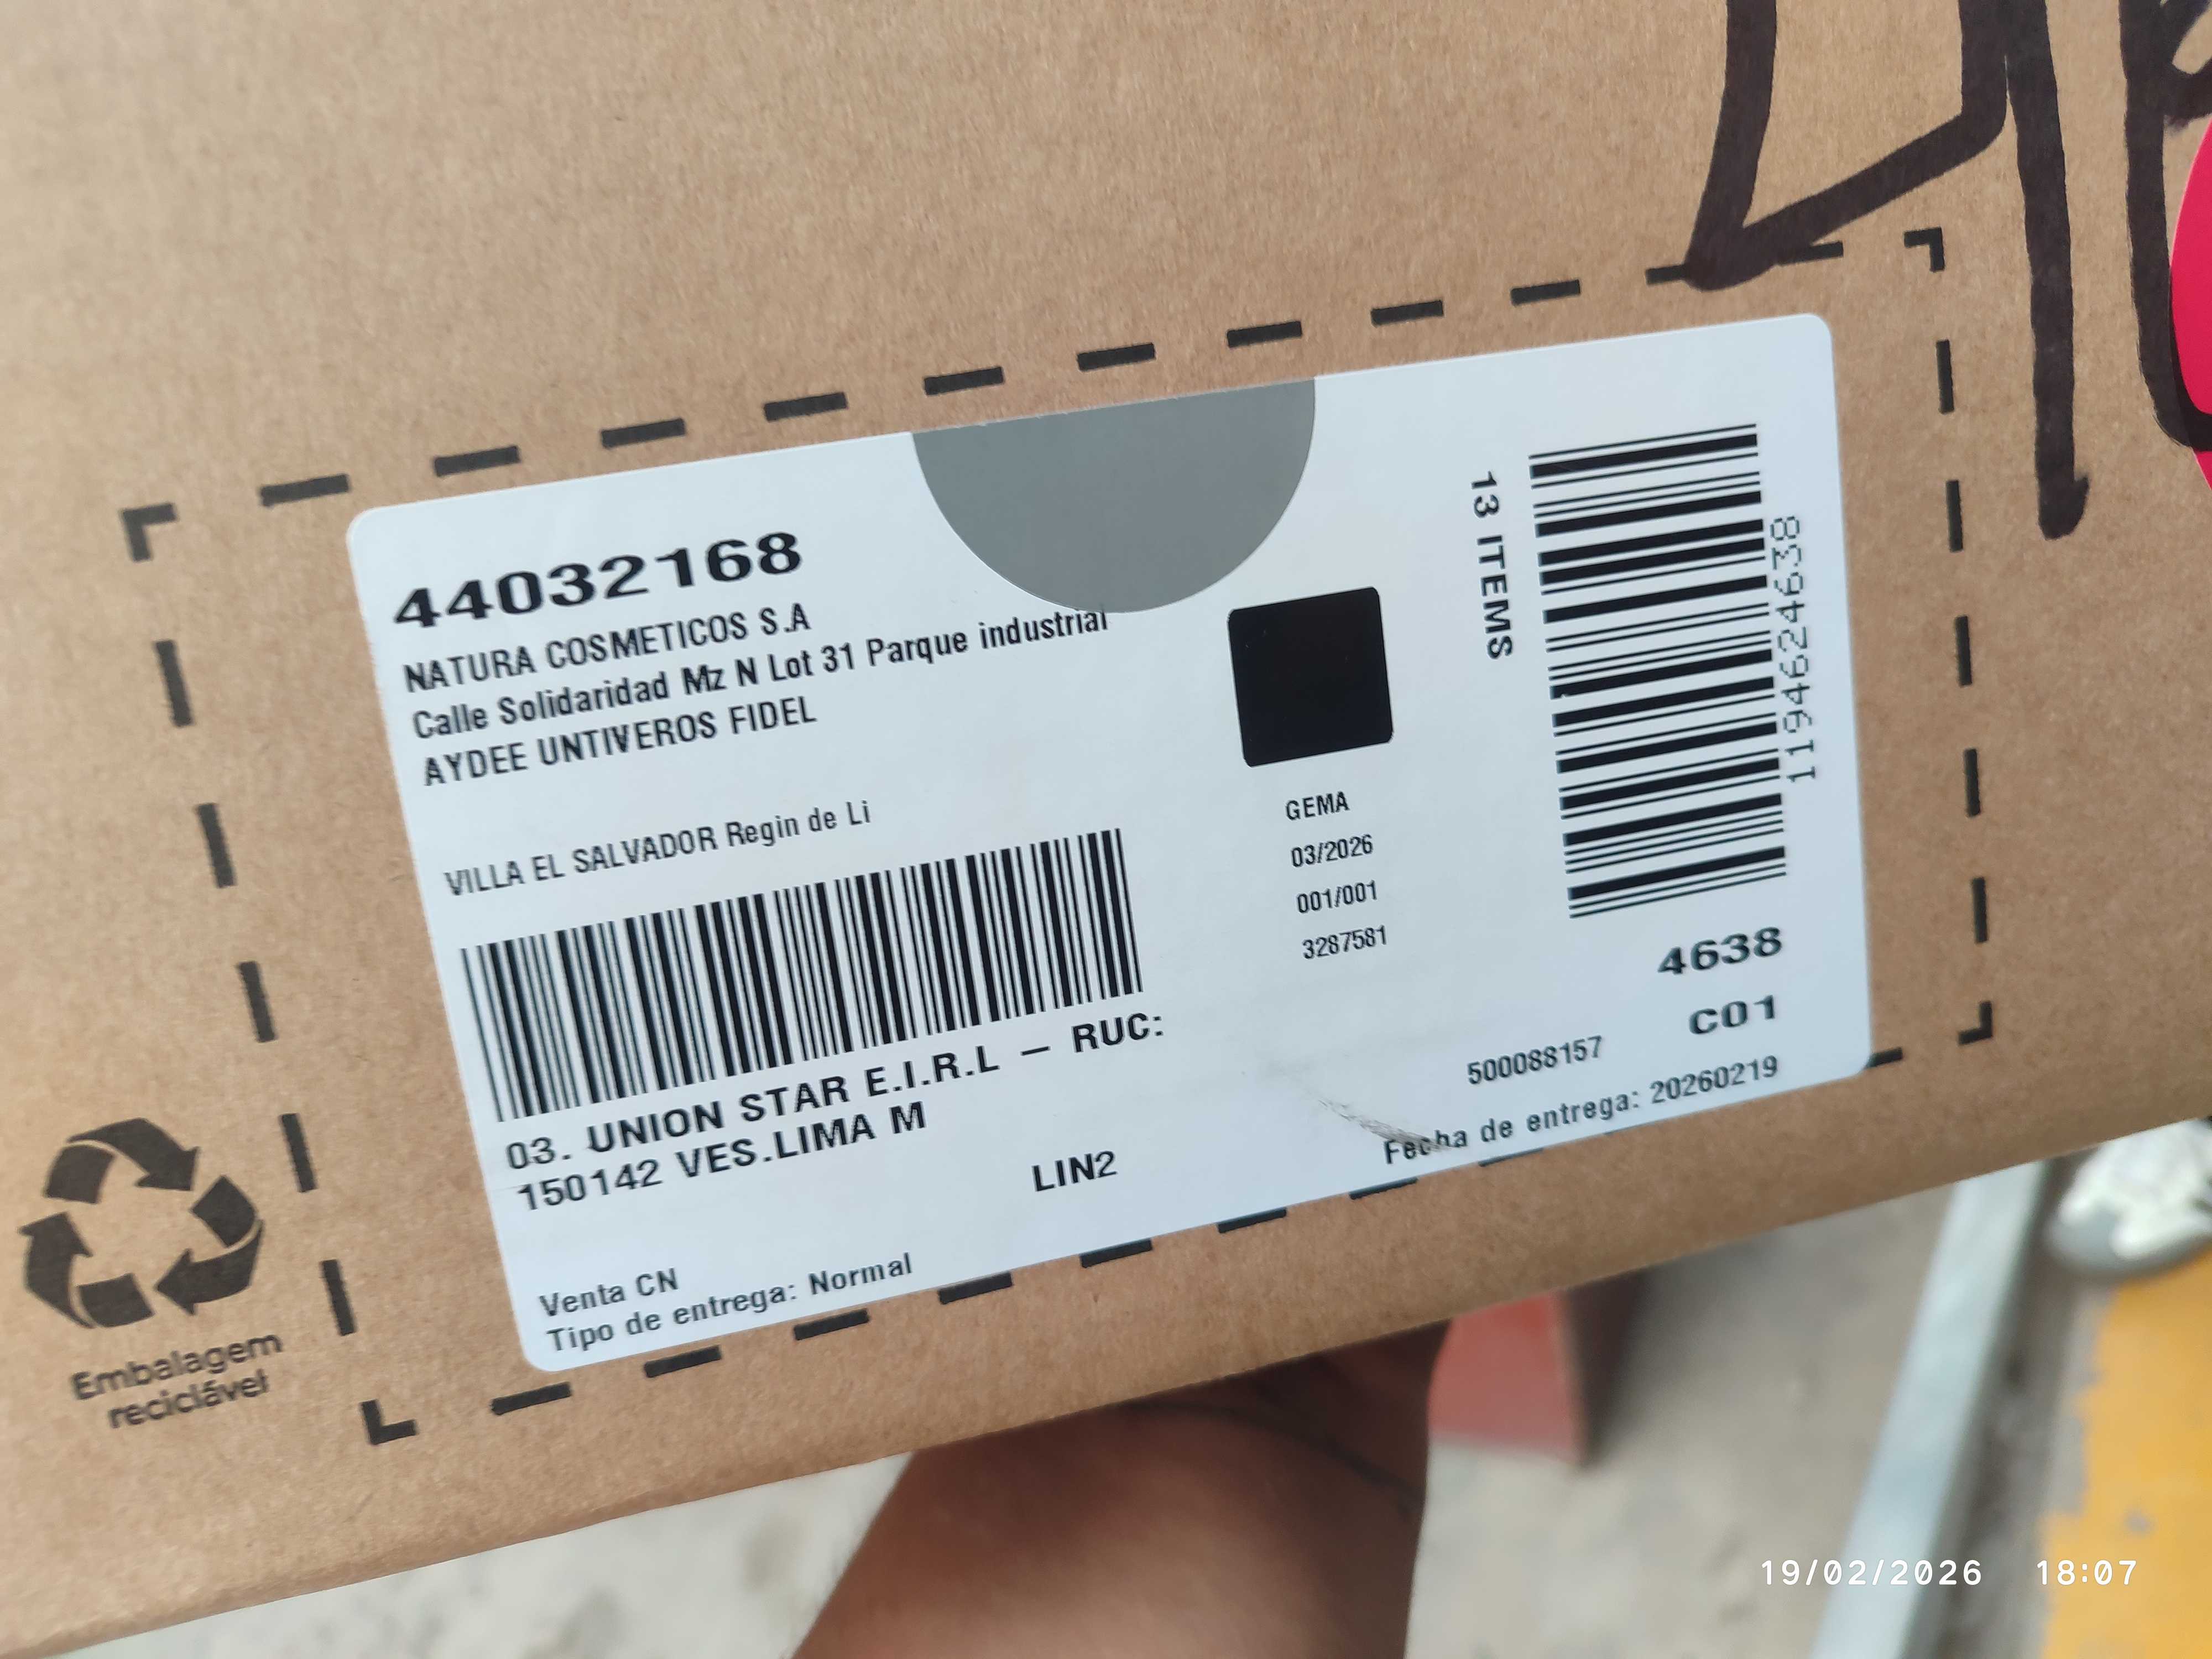 44032168
NATURA COSMETICOS S.A
Calle Solidaridad Mz N Lot 31 Parque industrial
AYDEE UNTIVEROS FIDEL
VILLA EL SALVADOR Regin de Li
03. UNION STAR E.I.R.L – RUC:
150142 VES.LIMA M
LIN2
Venta CN
Tipo de entrega: Normal
GEMA
03/2026
001/001
3287581
13 ITEMS
1194624638
4638
C01
500088157
Fecha de entrega: 20260219
Embalagem
reciclável
19/02/2026 18:07